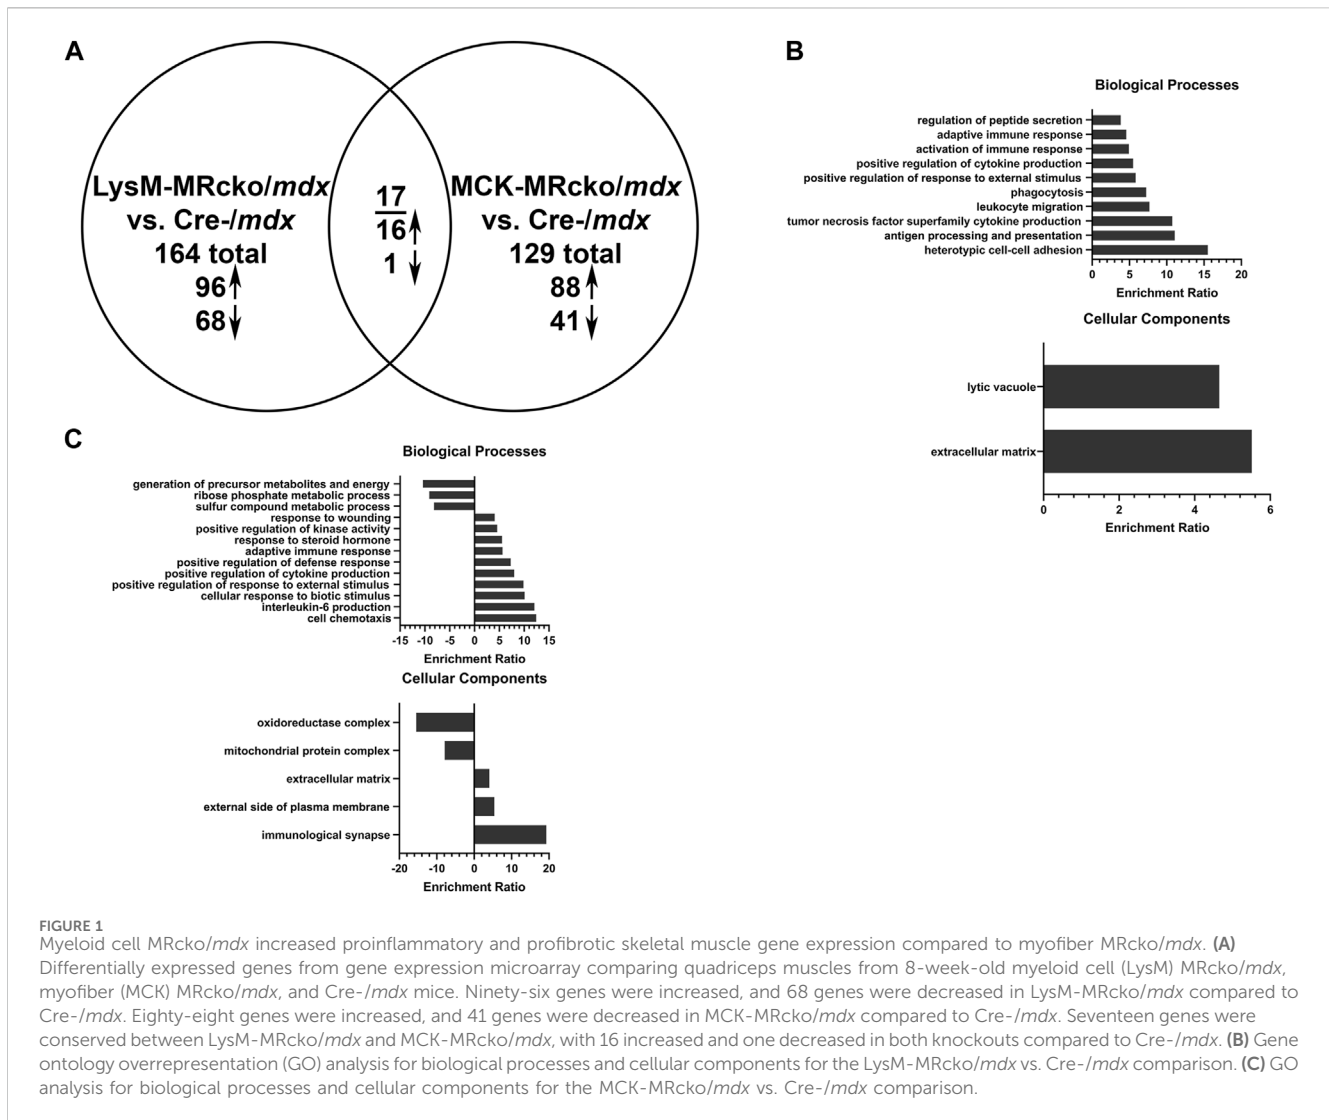 A
LysM-MRcko/mdx
vs. Cre-/mdx
164 total
96
68
17
16
1
MCK-MRcko/mdx
vs. Cre-/mdx
129 total
88
41
B
Biological Processes
regulation of peptide secretion
adaptive immune response
activation of immune response
positive regulation of cytokine production
positive regulation of response to external stimulus
phagocytosis
leukocyte migration
tumor necrosis factor superfamily cytokine production
antigen processing and presentation
heterotypic cell-cell adhesion
0 5 10 15 20
Enrichment Ratio
Cellular Components
lytic vacuole
extracellular matrix
0 2 4 6
Enrichment Ratio
C
Biological Processes
generation of precursor metabolites and energy
ribose phosphate metabolic process
sulfur compound metabolic process
response to wounding
positive regulation of kinase activity
response to steroid hormone
adaptive immune response
positive regulation of defense response
positive regulation of cytokine production
positive regulation of response to external stimulus
cellular response to biotic stimulus
interleukin-6 production
cell chemotaxis
-15 -10 -5 0 5 10 15
Enrichment Ratio
Cellular Components
oxidoreductase complex
mitochondrial protein complex
extracellular matrix
external side of plasma membrane
immunological synapse
-20 -10 0 10 20
Enrichment Ratio
FIGURE 1
Myeloid cell MRcko/mdx increased proinflammatory and profibrotic skeletal muscle gene expression compared to myofiber MRcko/mdx. (A)
Differentially expressed genes from gene expression microarray comparing quadriceps muscles from 8-week-old myeloid cell (LysM) MRcko/mdx,
myofiber (MCK) MRcko/mdx, and Cre-/mdx mice. Ninety-six genes were increased, and 68 genes were decreased in LysM-MRcko/mdx compared to
Cre-/mdx. Eighty-eight genes were increased, and 41 genes were decreased in MCK-MRcko/mdx compared to Cre-/mdx. Seventeen genes were
conserved between LysM-MRcko/mdx and MCK-MRcko/mdx, with 16 increased and one decreased in both knockouts compared to Cre-/mdx. (B) Gene
ontology overrepresentation (GO) analysis for biological processes and cellular components for the LysM-MRcko/mdx vs. Cre-/mdx comparison. (C) GO
analysis for biological processes and cellular components for the MCK-MRcko/mdx vs. Cre-/mdx comparison.